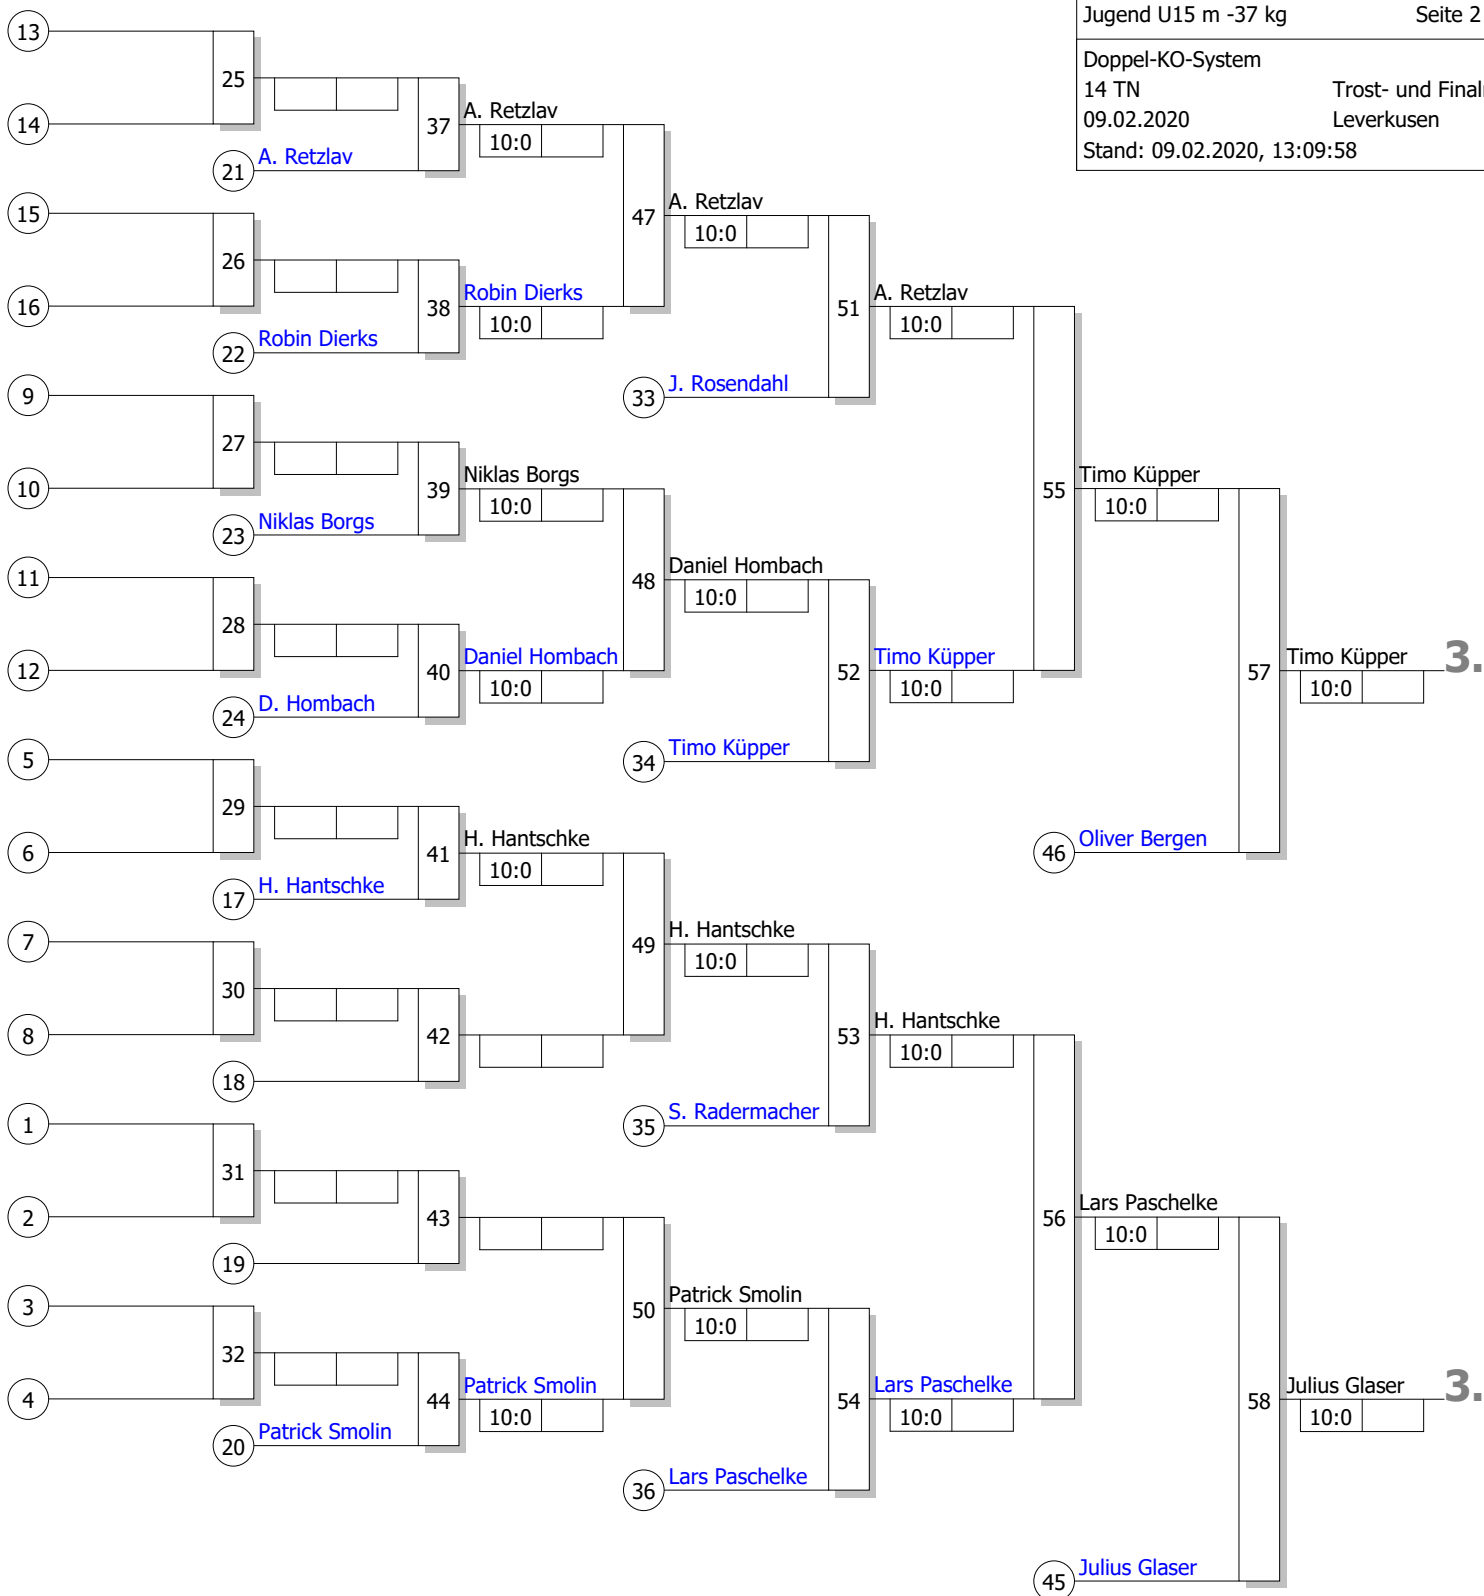 Jugend U15 m -37 kg Seite 2
Doppel-KO-System
14 TN Trost- und Final
09.02.2020 Leverkusen
Stand: 09.02.2020, 13:09:58
13
25
14
37
A. Retzlav
10:0
21 A. Retzlav
15
47
A. Retzlav
10:0
26
16
38
Robin Dierks
10:0
22 Robin Dierks
51
A. Retzlav
10:0
9
33 J. Rosendahl
27
10
39
Niklas Borgs
10:0
23 Niklas Borgs
55
Timo Küpper
10:0
11
48
Daniel Hombach
10:0
28
12
40
Daniel Hombach
10:0
24 D. Hombach
52
Timo Küpper
10:0
57
Timo Küpper
10:0
3.
5
34 Timo Küpper
29
6
41
H. Hantschke
10:0
46 Oliver Bergen
17 H. Hantschke
7
49
H. Hantschke
10:0
30
8
42
53
H. Hantschke
10:0
18
1
35 S. Radermacher
31
2
43
56
Lars Paschelke
10:0
19
3
50
Patrick Smolin
10:0
32
4
44
Patrick Smolin
10:0
54
Lars Paschelke
10:0
58
Julius Glaser
10:0
3.
20 Patrick Smolin
36 Lars Paschelke
45 Julius Glaser